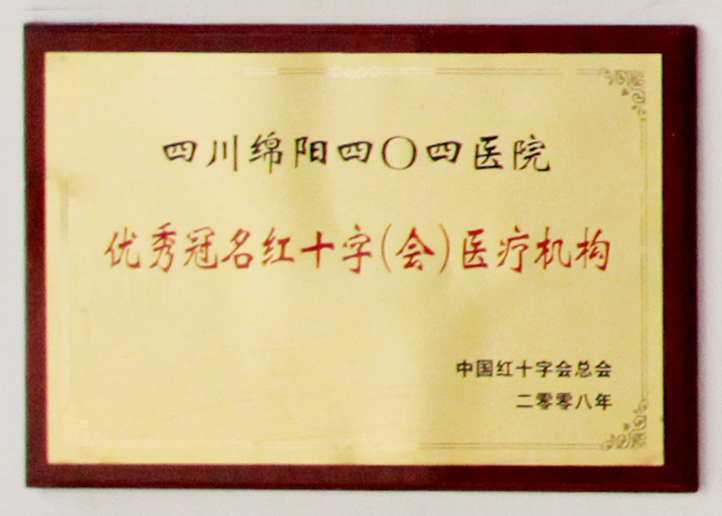 四川绵阳四〇四医院
优秀冠名红十字(会)医疗机构
中国红十字会总会
二零零八年